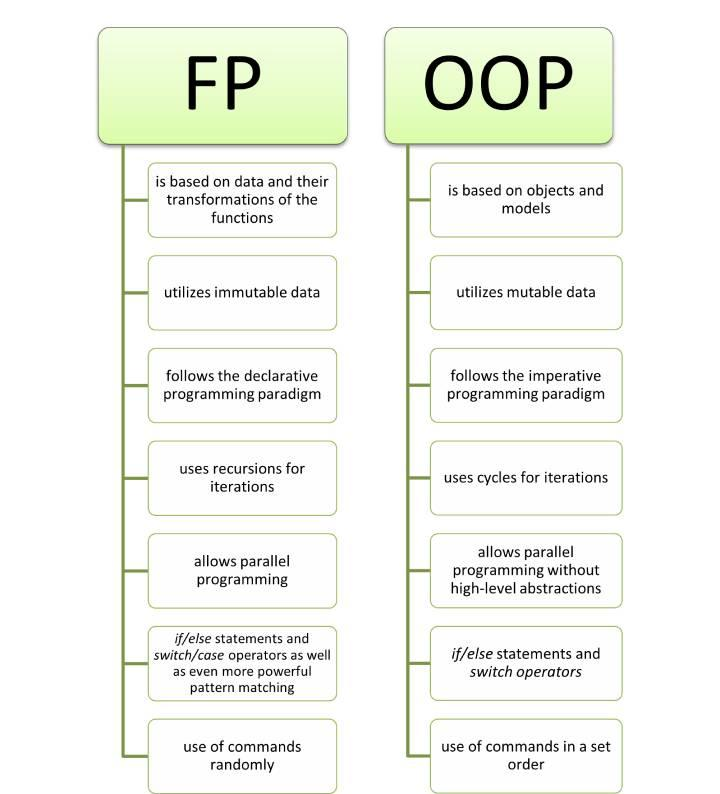 FP
is based on data and their
transformations of the
functions
utilizes immutable data
follows the declarative
programming paradigm
uses recursions for
iterations
allows parallel
programming
if/else statements and
switch/case operators as well
as even more powerful
pattern matching
use of commands
randomly
OOP
is based on objects and
models
utilizes mutable data
follows the imperative
programming paradigm
uses cycles for iterations
allows parallel
programming without
high-level abstractions
if/else statements and
switch operators
use of commands in a set
order